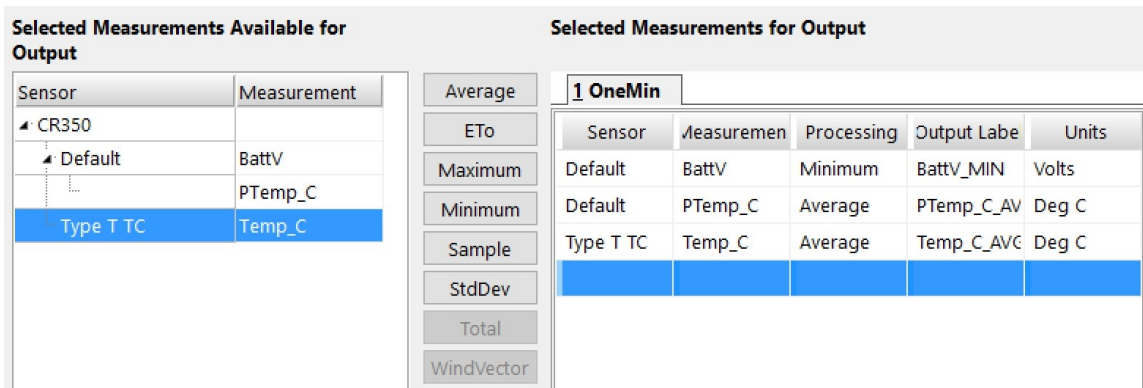 Selected Measurements Available for
Output
Sensor Measurement
CR350
Default BattV
PTemp_C
Type T TC Temp_C
Average
ETo
Maximum
Minimum
Sample
StdDev
Total
WindVector
Selected Measurements for Output
1 OneMin
Sensor Measuremen Processing Output Labe Units
Default BattV Minimum BattV_MIN Volts
Default PTemp_C Average PTemp_C_AV Deg C
Type T TC Temp_C Average Temp_C_AVG Deg C